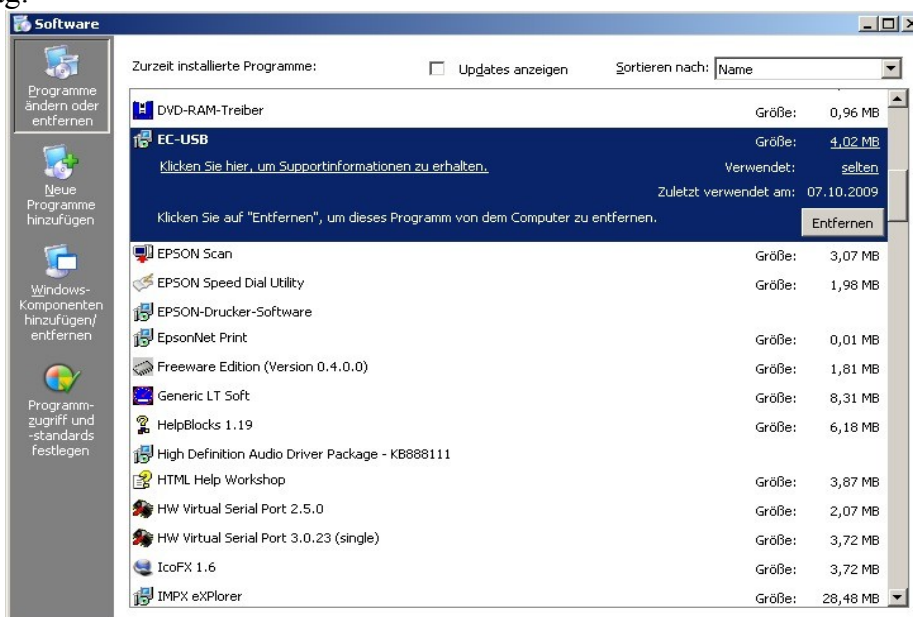 Software
Programme
ändern oder
entfernen
Neue
Programme
hinzufügen
Windows-
Komponenten
hinzufügen/
entfernen
Programm-
zugriff und
-standards
festlegen
Zurzeit installierte Programme: Updates anzeigen Sortieren nach: Name
DVD-RAM-Treiber Größe: 0,96 MB
EC-USB Größe: 4,02 MB
Klicken Sie hier, um Supportinformationen zu erhalten. Verwendet: selten
Zuletzt verwendet am: 07.10.2009
Klicken Sie auf "Entfernen", um dieses Programm von dem Computer zu entfernen. Entfernen
EPSON Scan Größe: 3,07 MB
EPSON Speed Dial Utility Größe: 1,98 MB
EPSON-Drucker-Software
EpsonNet Print Größe: 0,01 MB
Freeware Edition (Version 0.4.0.0) Größe: 1,81 MB
Generic LT Soft Größe: 8,31 MB
HelpBlocks 1.19 Größe: 6,18 MB
High Definition Audio Driver Package - KB888111
HTML Help Workshop Größe: 3,87 MB
HW Virtual Serial Port 2.5.0 Größe: 2,07 MB
HW Virtual Serial Port 3.0.23 (single) Größe: 3,72 MB
IcoFX 1.6 Größe: 3,72 MB
IMPX eXPlorer Größe: 28,48 MB